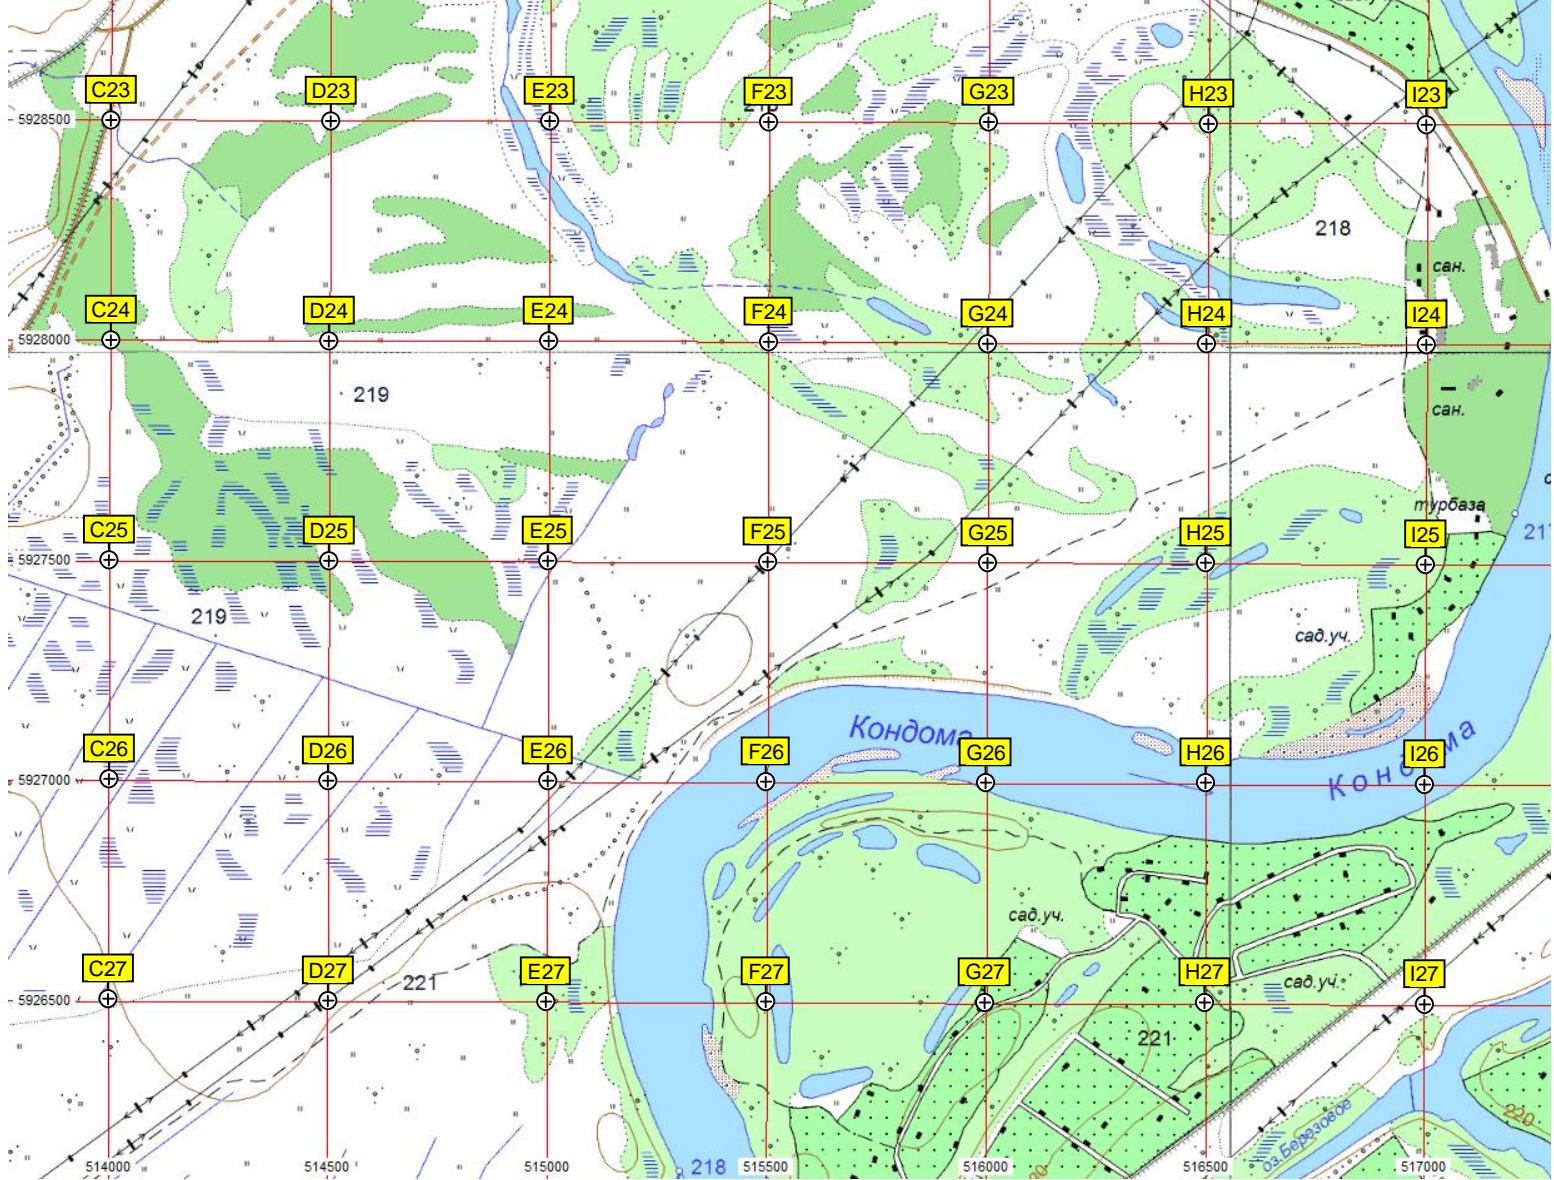 C23 D23 E23 F23 G23 H23 I23
5928500
218
сан.
C24 D24 E24 F24 G24 H24 I24
5928000
219
сан.
турбаза
C25 D25 E25 F25 G25 H25 I25
217
5927500
219
сад.уч.
Кондома
Кондома
C26 D26 E26 F26 G26 H26 I26
5927000
сад.уч.
C27 D27 E27 F27 G27 H27 I27
221
сад.уч.
5926500
221
220
оз.Березовое
514000 514500 515000 218 515500 516000 516500 517000